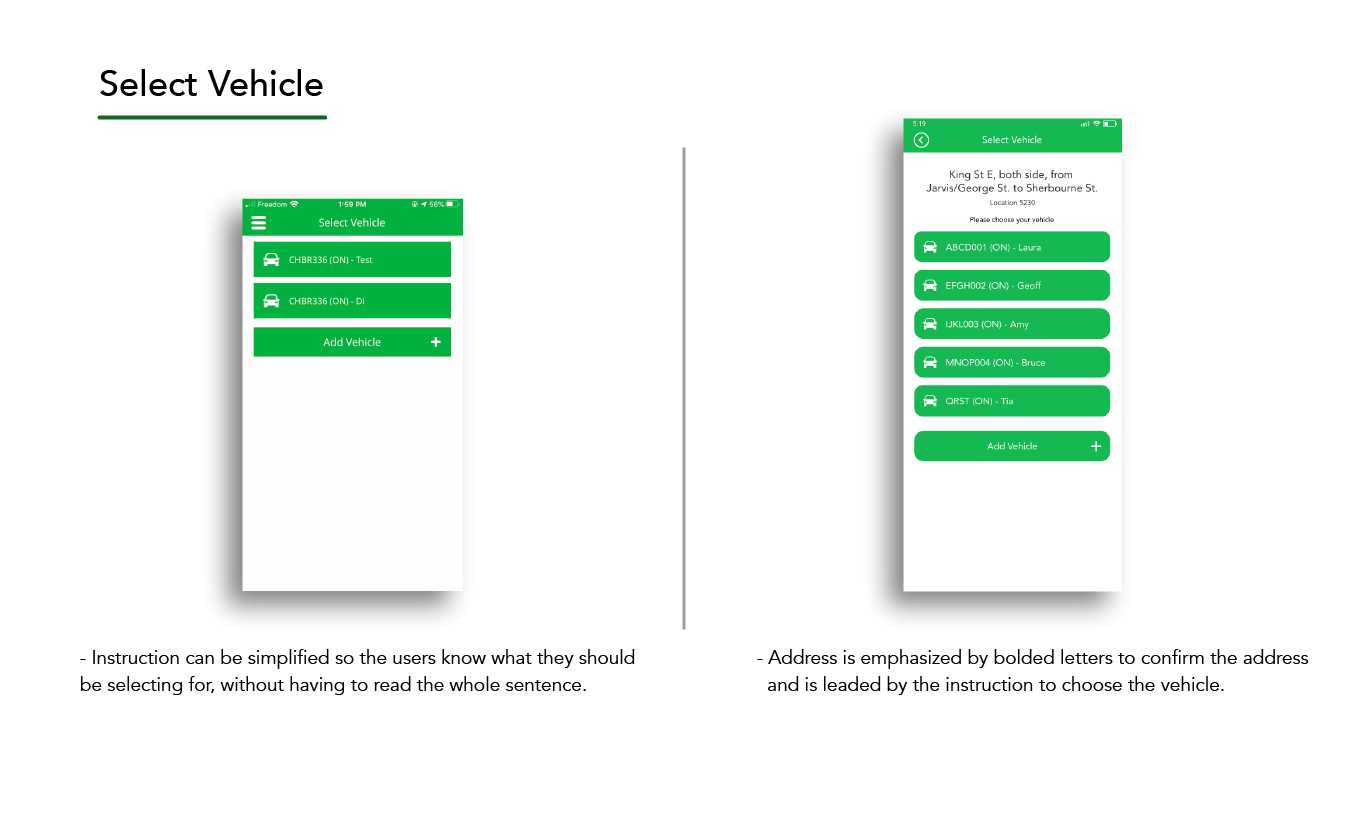 Select Vehicle
Freedom 1:59 PM 56%
Select Vehicle
CHBR336 (ON) - Test
CHBR336 (ON) - Di
Add Vehicle +
- Instruction can be simplified so the users know what they should
be selecting for, without having to read the whole sentence.
5:19
Select Vehicle
King St E, both side, from
Jarvis/George St. to Sherbourne St.
Location 5230
Please choose your vehicle
ABCD001 (ON) - Laura
EFGH002 (ON) - Geoff
IJKL003 (ON) - Amy
MNOP004 (ON) - Bruce
QRST (ON) - Tia
Add Vehicle +
- Address is emphasized by bolded letters to confirm the address
and is leaded by the instruction to choose the vehicle.